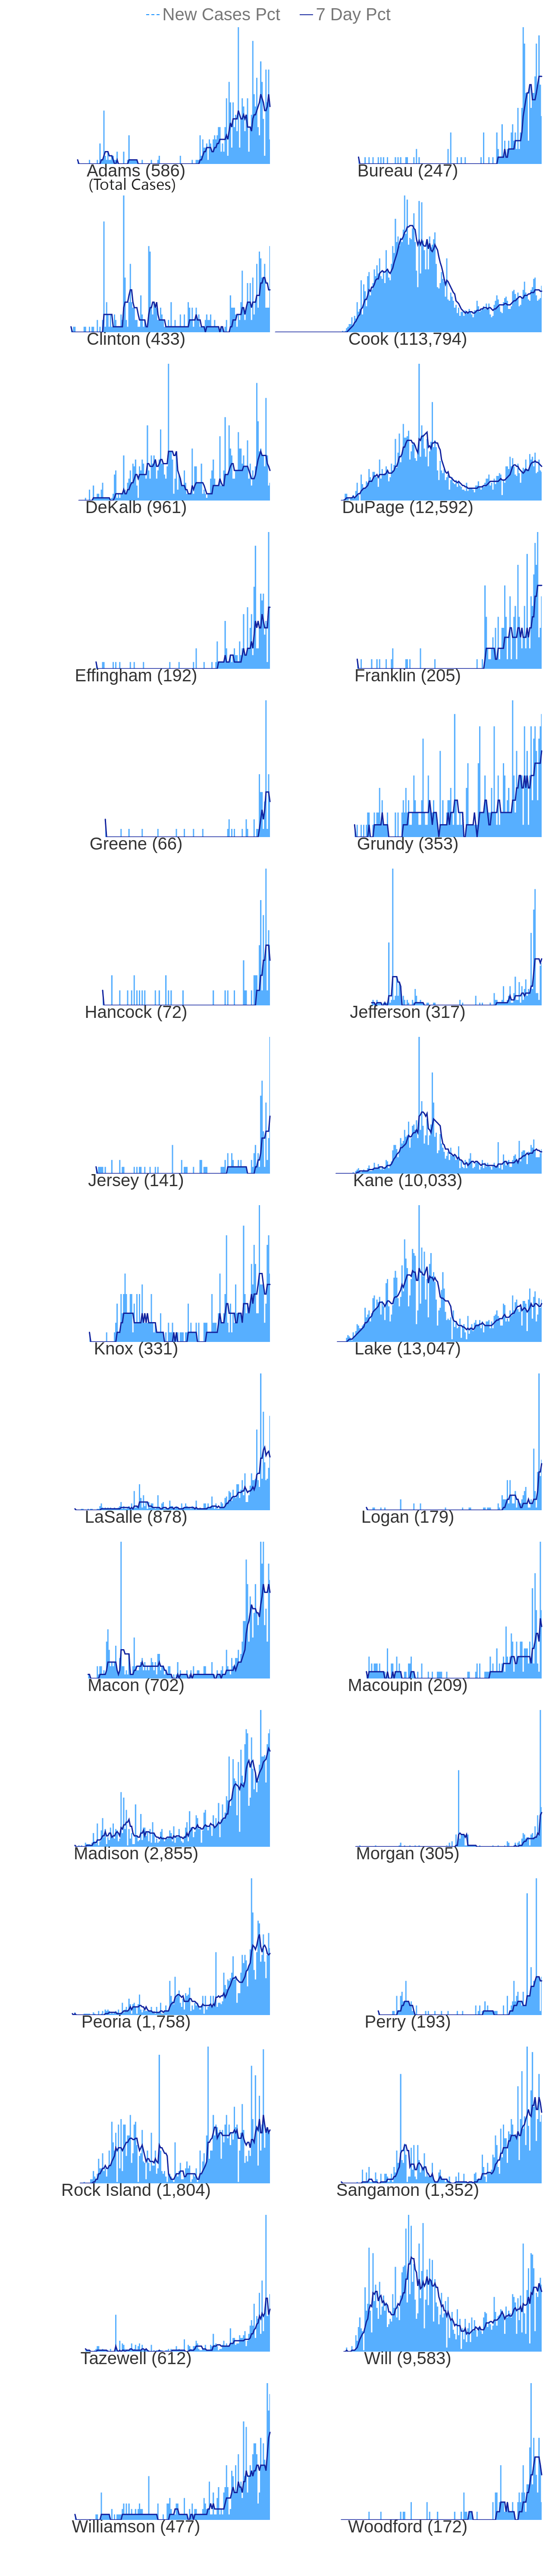 New Cases Pct 7 Day Pct
Adams (586) Bureau (247)
(Total Cases)
Clinton (433) Cook (113,794)
DeKalb (961) DuPage (12,592)
Effingham (192) Franklin (205)
Greene (66) Grundy (353)
Hancock (72) Jefferson (317)
Jersey (141) Kane (10,033)
Knox (331) Lake (13,047)
LaSalle (878) Logan (179)
Macon (702) Macoupin (209)
Madison (2,855) Morgan (305)
Peoria (1,758) Perry (193)
Rock Island (1,804) Sangamon (1,352)
Tazewell (612) Will (9,583)
Williamson (477) Woodford (172)